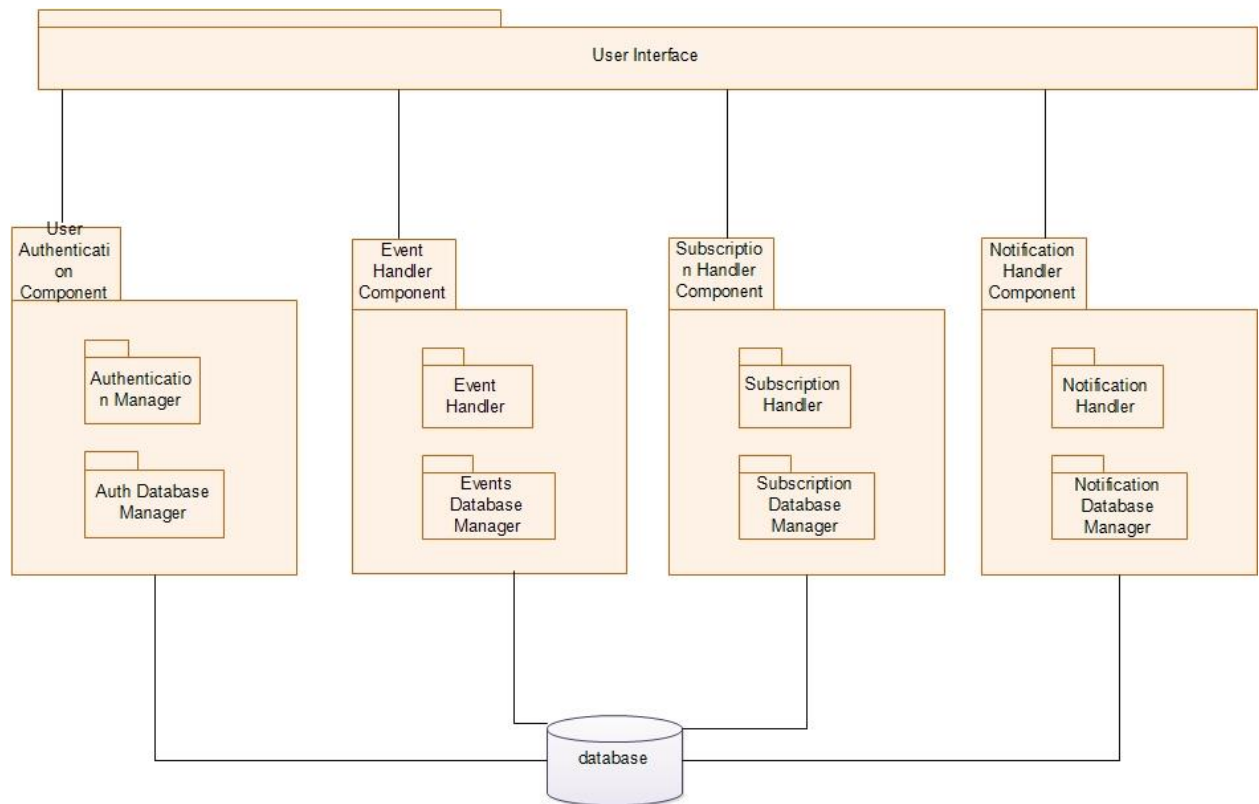 User Interface
User
Authenticati
on
Component
Event
Handler
Component
Subscriptio
n Handler
Component
Notification
Handler
Component
Authenticatio
n Manager
Event
Handler
Subscription
Handler
Notification
Handler
Auth Database
Manager
Events
Database
Manager
Subscription
Database
Manager
Notification
Database
Manager
database